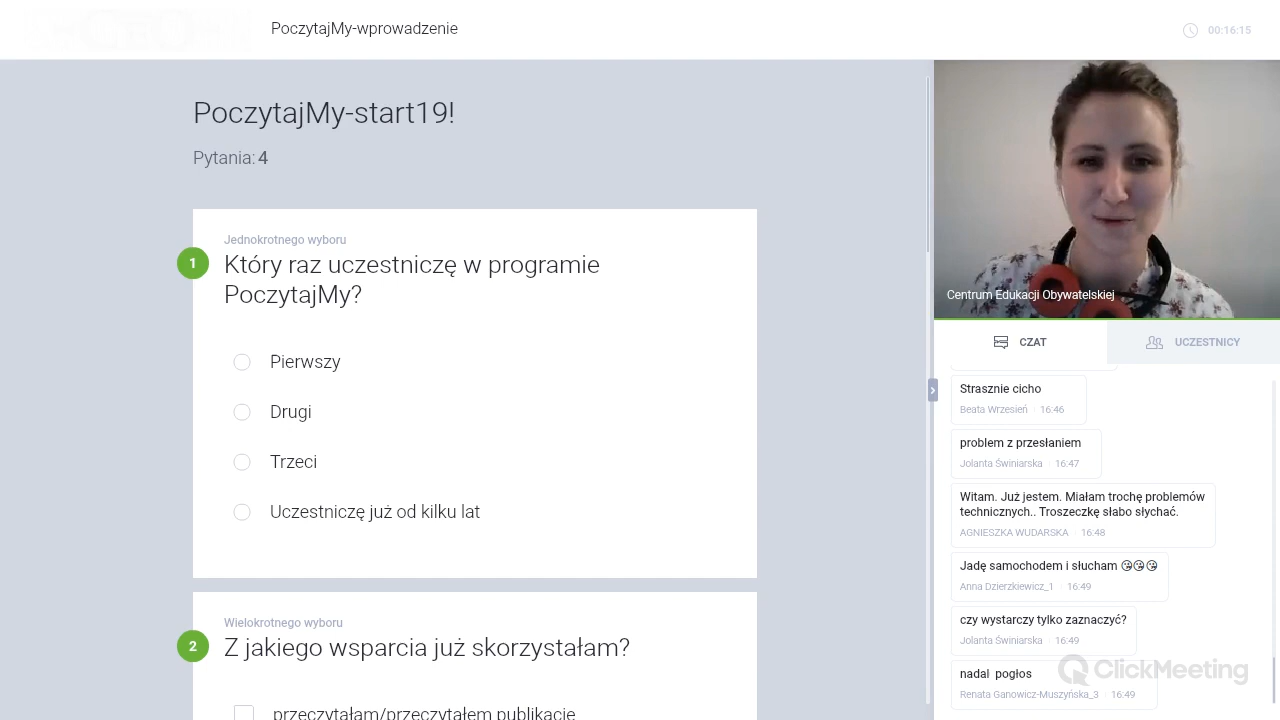 PoczytajMy-wprowadzenie
00:16:15
PoczytajMy-start19!
Pytania: 4
Jednokrotnego wyboru
1
Który raz uczestniczę w programie
PoczytajMy?
Pierwszy
Drugi
Trzeci
Uczestniczę już od kilku lat
Wielokrotnego wyboru
2
Z jakiego wsparcia już skorzystałam?
przeczytałam/przeczytałem publikację
Centrum Edukacji Obywatelskiej
CZAT
UCZESTNICY
Strasznie cicho
Beata Wrzesień · 16:46
problem z przesłaniem
Jolanta Świniarska · 16:47
Witam. Już jestem. Miałam trochę problemów
technicznych.. Troszeczkę słabo słychać.
AGNIESZKA WUDARSKA · 16:48
Jadę samochodem i słucham 😘😘😘
Anna Dzierzkiewicz_1 · 16:49
czy wystarczy tylko zaznaczyć?
Jolanta Świniarska · 16:49
nadal pogłos
Renata Ganowicz-Muszyńska_3 · 16:49
ClickMeeting